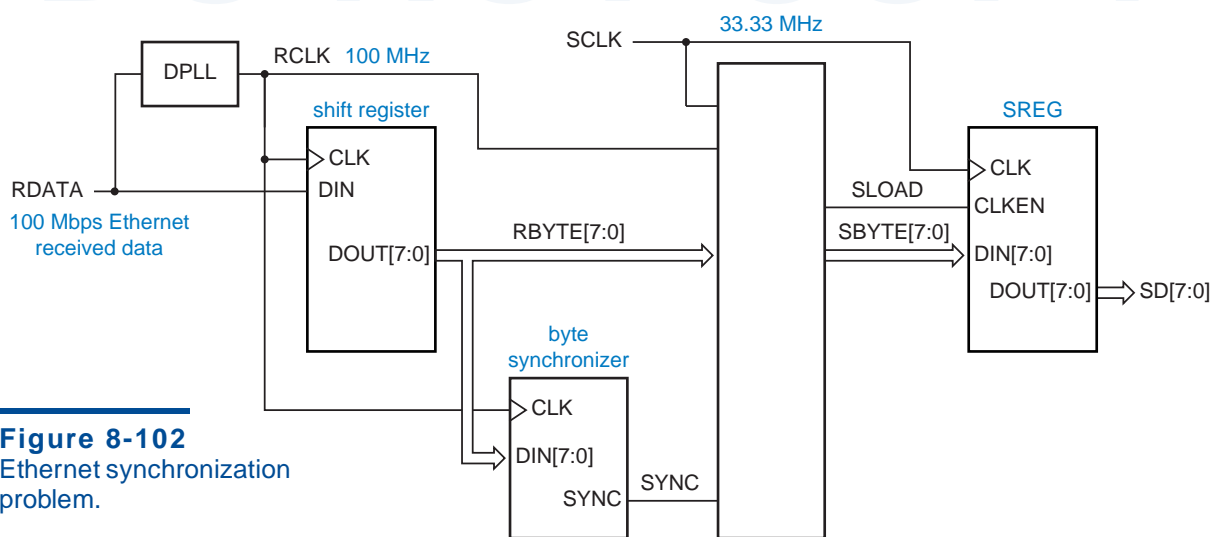 SCLK
33.33 MHz
DPLL
RCLK 100 MHz
shift register
SREG
CLK
CLK
RDATA
DIN
SLOAD
CLKEN
100 Mbps Ethernet
received data
RBYTE[7:0]
SBYTE[7:0]
DOUT[7:0]
DIN[7:0]
DOUT[7:0]
SD[7:0]
byte
synchronizer
CLK
DIN[7:0]
SYNC
SYNC
Figure 8-102
Ethernet synchronization
problem.